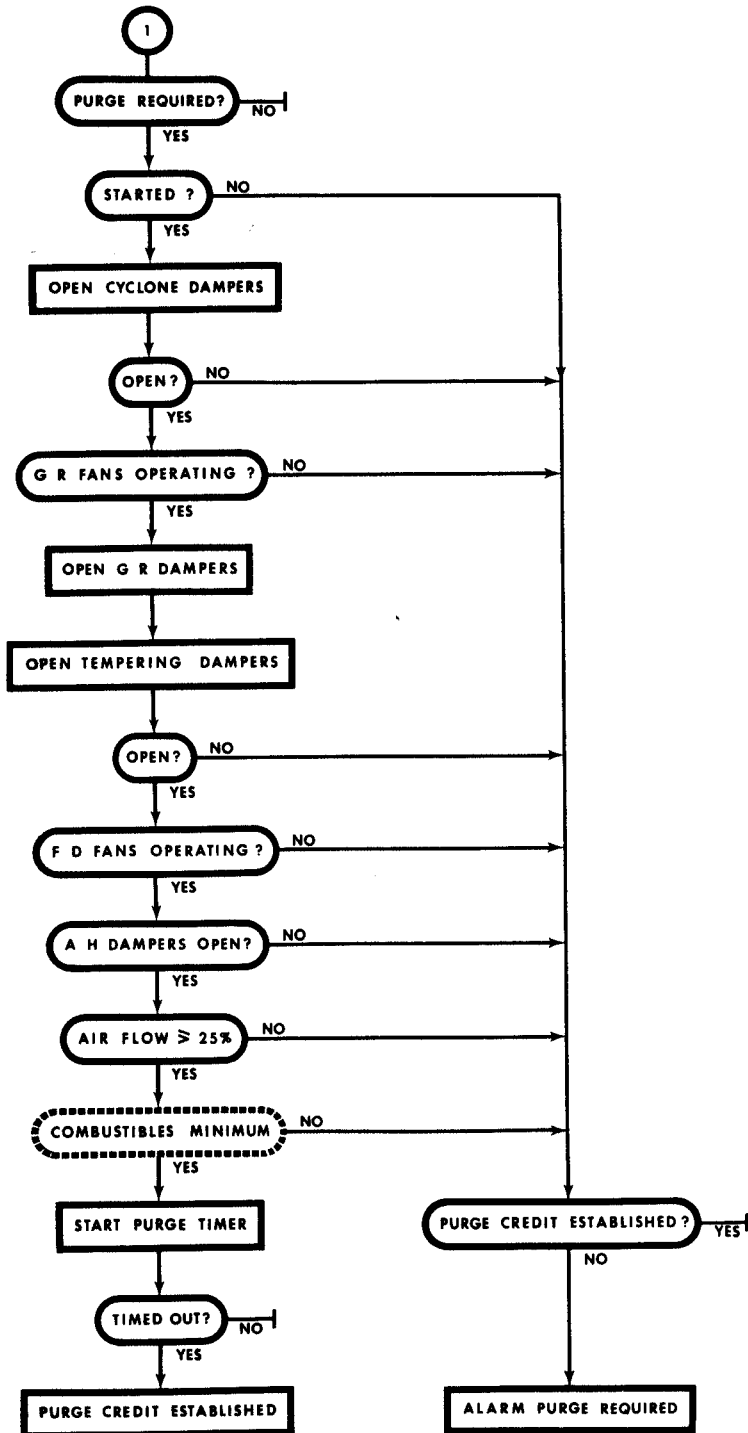 1
PURGE REQUIRED?
NO
YES
STARTED ?
NO
YES
OPEN CYCLONE DAMPERS
OPEN?
NO
YES
G R FANS OPERATING ?
NO
YES
OPEN G R DAMPERS
OPEN TEMPERING DAMPERS
OPEN?
NO
YES
F D FANS OPERATING ?
NO
YES
A H DAMPERS OPEN?
NO
YES
AIR FLOW ⩾ 25%
NO
YES
COMBUSTIBLES MINIMUM
NO
YES
START PURGE TIMER
PURGE CREDIT ESTABLISHED ?
YES
NO
TIMED OUT?
NO
YES
PURGE CREDIT ESTABLISHED
ALARM PURGE REQUIRED